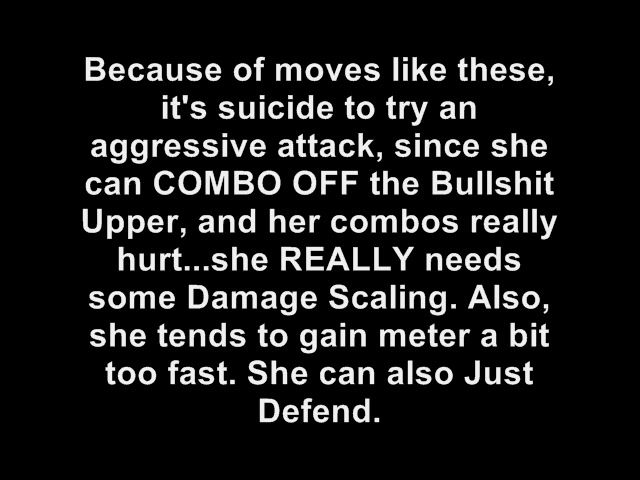 Because of moves like these,
it's suicide to try an
aggressive attack, since she
can COMBO OFF the Bullshit
Upper, and her combos really
hurt...she REALLY needs
some Damage Scaling. Also,
she tends to gain meter a bit
too fast. She can also Just
Defend.